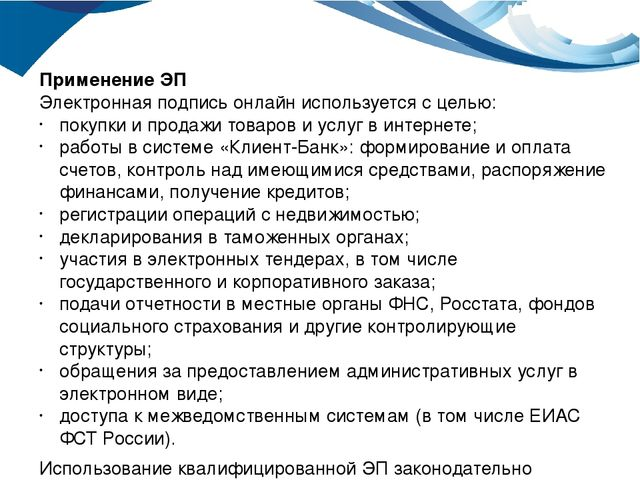 Применение ЭП
Электронная подпись онлайн используется с целью:
· покупки и продажи товаров и услуг в интернете;
· работы в системе «Клиент-Банк»: формирование и оплата
счетов, контроль над имеющимися средствами, распоряжение
финансами, получение кредитов;
· регистрации операций с недвижимостью;
· декларирования в таможенных органах;
· участия в электронных тендерах, в том числе
государственного и корпоративного заказа;
· подачи отчетности в местные органы ФНС, Росстата, фондов
социального страхования и другие контролирующие
структуры;
· обращения за предоставлением административных услуг в
электронном виде;
· доступа к межведомственным системам (в том числе ЕИАС
ФСТ России).
Использование квалифицированной ЭП законодательно